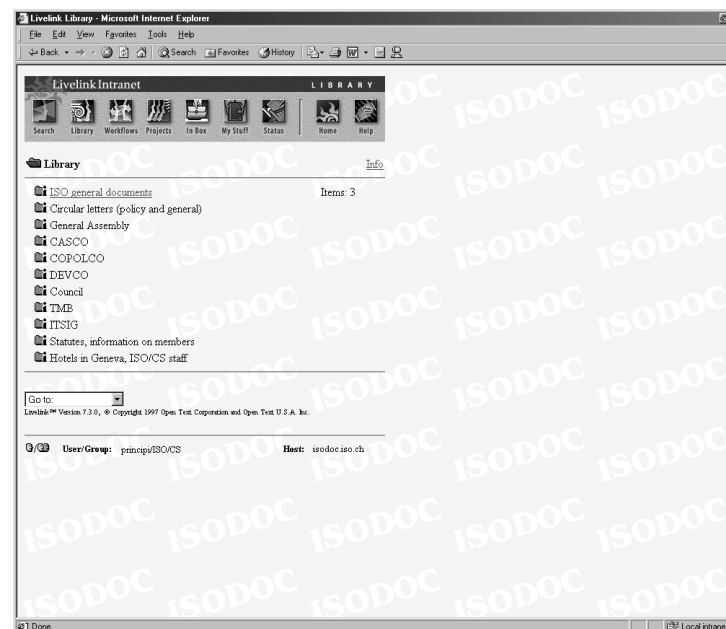 Livelink Library - Microsoft Internet Explorer
File Edit View Favorites Tools Help
Back Search Favorites History
Livelink Intranet LIBRARY
Search Library Workflows Projects In Box My Stuff Status Home Help
Library Info
ISO general documents Items: 3
Circular letters (policy and general)
General Assembly
CASCO
COPOLCO
DEVCO
Council
TMB
ITSIG
Statutes, information on members
Hotels in Geneva, ISO/CS staff
Go to:
Livelink™ Version 7.3.0, © Copyright 1997 Open Text Corporation and Open Text U.S.A. Inc.
User/Group: principi/ISO/CS Host: isodoc.iso.ch
ISODOC
Done Local intrane